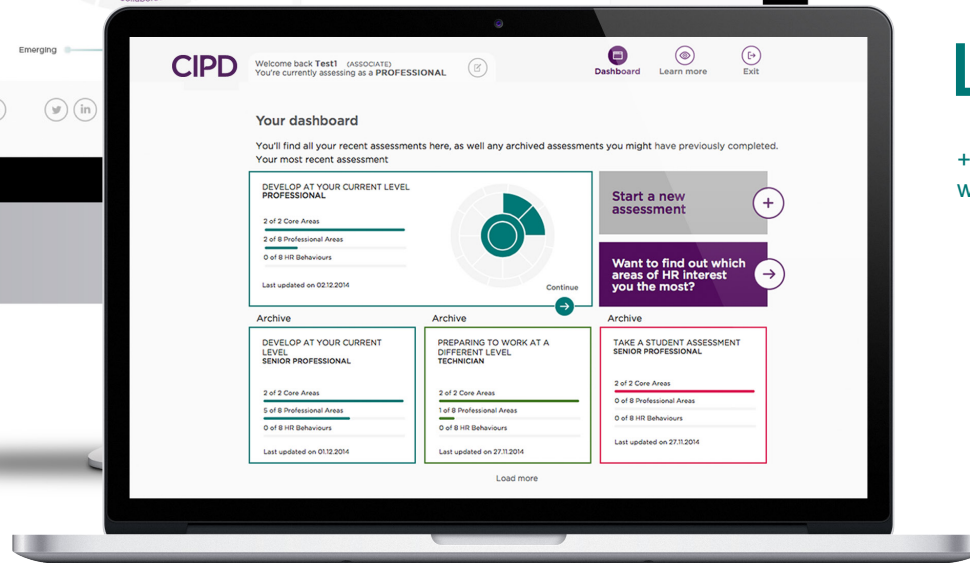 Emerging
CIPD
Welcome back Test1 (ASSOCIATE)
You're currently assessing as a PROFESSIONAL
Dashboard
Learn more
Exit
Your dashboard
You'll find all your recent assessments here, as well any archived assessments you might have previously completed.
Your most recent assessment
DEVELOP AT YOUR CURRENT LEVEL
PROFESSIONAL
2 of 2 Core Areas
2 of 8 Professional Areas
0 of 8 HR Behaviours
Last updated on 02.12.2014
Continue
Start a new
assessment
Want to find out which
areas of HR interest
you the most?
Archive
DEVELOP AT YOUR CURRENT
LEVEL
SENIOR PROFESSIONAL
2 of 2 Core Areas
5 of 8 Professional Areas
0 of 8 HR Behaviours
Last updated on 01.12.2014
Archive
PREPARING TO WORK AT A
DIFFERENT LEVEL
TECHNICIAN
2 of 2 Core Areas
1 of 8 Professional Areas
0 of 8 HR Behaviours
Last updated on 27.11.2014
Archive
TAKE A STUDENT ASSESSMENT
SENIOR PROFESSIONAL
2 of 2 Core Areas
0 of 8 Professional Areas
0 of 8 HR Behaviours
Last updated on 27.11.2014
Load more
in
+